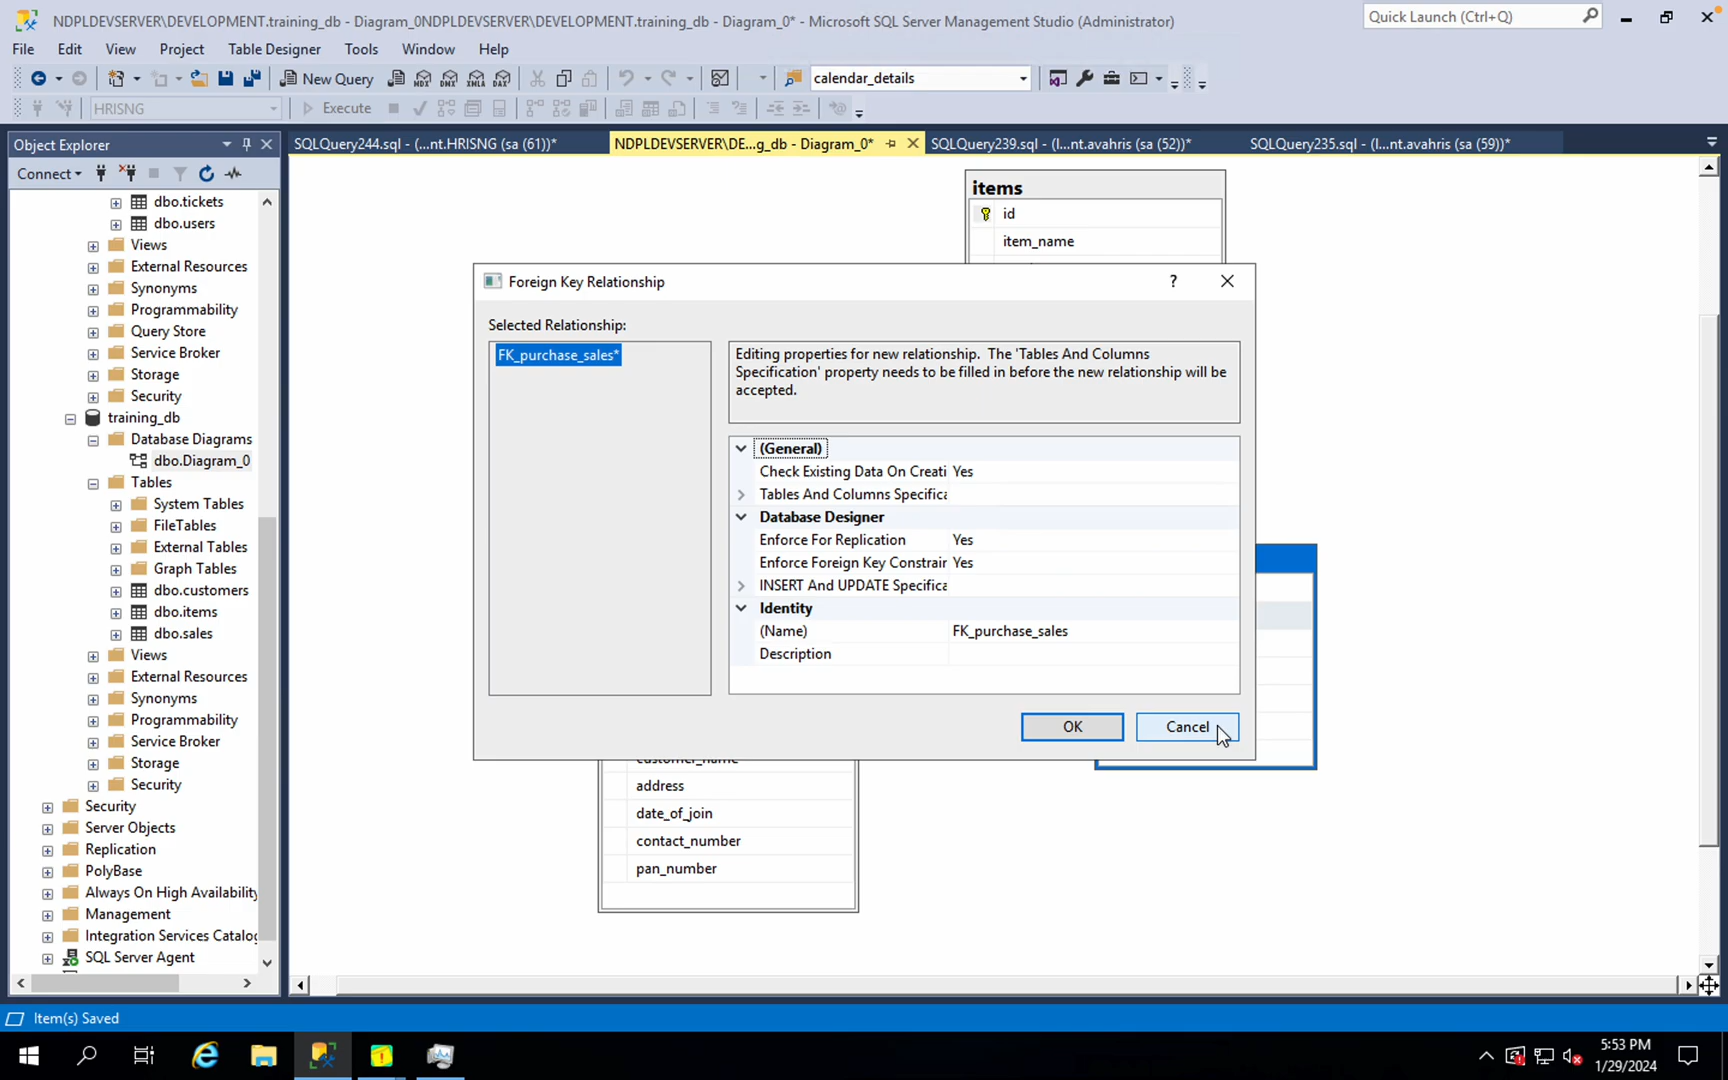 NDPLDEVSERVER\DEVELOPMENT.training_db - Diagram_0NDPLDEVSERVER\DEVELOPMENT.training_db - Diagram_0* - Microsoft SQL Server Management Studio (Administrator)
Quick Launch (Ctrl+Q)
File Edit View Project Table Designer Tools Window Help
New Query MDX DMX XMLA DAX calendar_details
HRISNG Execute
Object Explorer
SQLQuery244.sql - (...nt.HRISNG (sa (61))* NDPLDEVSERVER\DE...g_db - Diagram_0* SQLQuery239.sql - (l...nt.avahris (sa (52))* SQLQuery235.sql - (l...nt.avahris (sa (59))*
Connect
dbo.tickets
dbo.users
Views
External Resources
Synonyms
Programmability
Query Store
Service Broker
Storage
Security
training_db
Database Diagrams
dbo.Diagram_0
Tables
System Tables
FileTables
External Tables
Graph Tables
dbo.customers
dbo.items
dbo.sales
Views
External Resources
Synonyms
Programmability
Service Broker
Storage
Security
Security
Server Objects
Replication
PolyBase
Always On High Availability
Management
Integration Services Catalog
SQL Server Agent
items
id
item_name
Foreign Key Relationship
?
Selected Relationship:
FK_purchase_sales*
Editing properties for new relationship. The 'Tables And Columns
Specification' property needs to be filled in before the new relationship will be
accepted.
(General)
Check Existing Data On Creati Yes
Tables And Columns Specifica
Database Designer
Enforce For Replication Yes
Enforce Foreign Key Constrain Yes
INSERT And UPDATE Specifica
Identity
(Name) FK_purchase_sales
Description
OK Cancel
customer_name
address
date_of_join
contact_number
pan_number
Item(s) Saved
5:53 PM
1/29/2024